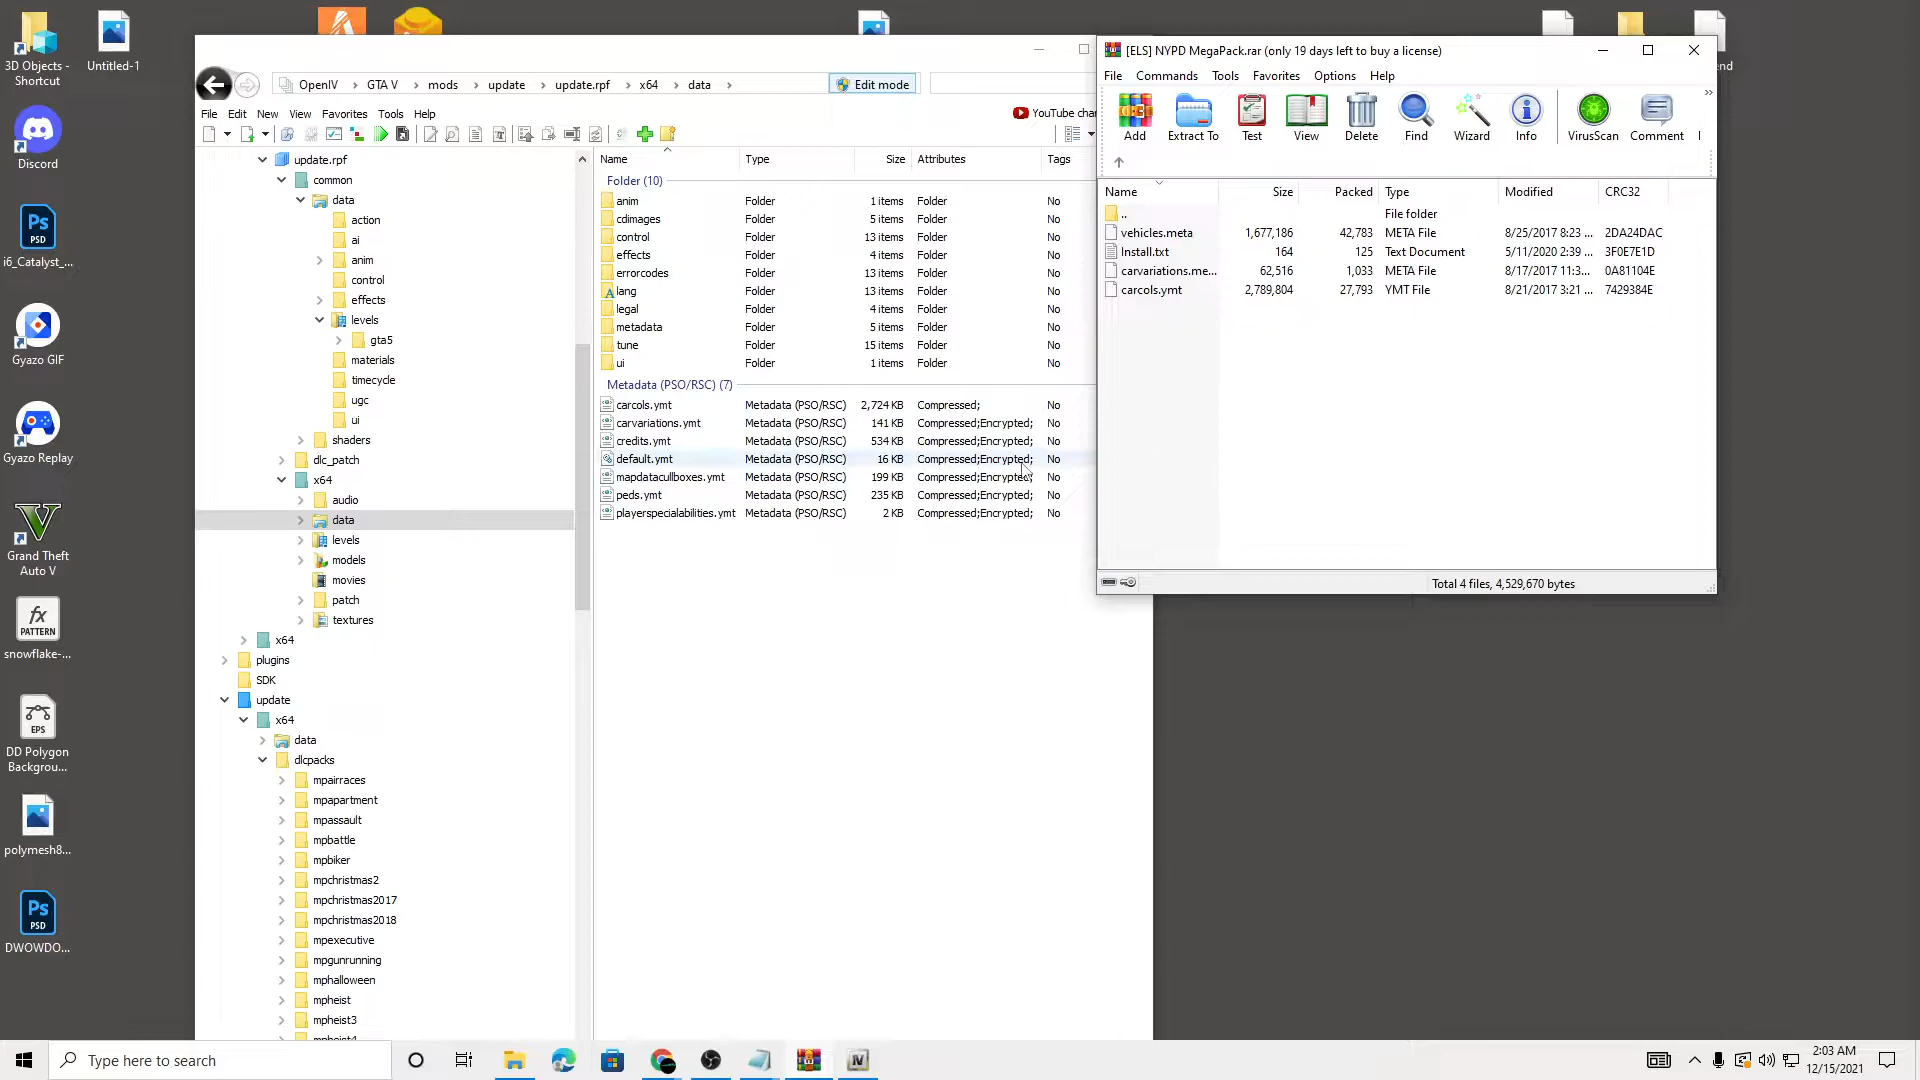 3D Objects -
Shortcut
Untitled-1
Discord
i6_Catalyst_...
Gyazo GIF
Gyazo Replay
Grand Theft
Auto V
fx
PATTERN
snowflake-...
EPS
DD Polygon
Backgrou...
polymesh8...
Ps
PSD
DWOWDO...
OpenIV
GTA V
mods
update
update.rpf
x64
data
Edit mode
File Edit New View Favorites Tools Help
YouTube char
update.rpf
common
data
action
ai
anim
control
effects
levels
gta5
materials
timecycle
ugc
ui
shaders
dlc_patch
x64
audio
data
levels
models
movies
patch
textures
x64
plugins
SDK
update
x64
data
dlcpacks
mpairraces
mpapartment
mpassault
mpbattle
mpbiker
mpchristmas2
mpchristmas2017
mpchristmas2018
mpexecutive
mpgunrunning
mphalloween
mpheist
mpheist3
mpheist4
Name Type Size Attributes Tags
Folder (10)
anim Folder 1 items Folder No
cdimages Folder 5 items Folder No
control Folder 13 items Folder No
effects Folder 4 items Folder No
errorcodes Folder 13 items Folder No
lang Folder 13 items Folder No
legal Folder 4 items Folder No
metadata Folder 5 items Folder No
tune Folder 15 items Folder No
ui Folder 1 items Folder No
Metadata (PSO/RSC) (7)
carcols.ymt Metadata (PSO/RSC) 2,724 KB Compressed; No
carvariations.ymt Metadata (PSO/RSC) 141 KB Compressed;Encrypted; No
credits.ymt Metadata (PSO/RSC) 534 KB Compressed;Encrypted; No
default.ymt Metadata (PSO/RSC) 16 KB Compressed;Encrypted; No
mapdatacullboxes.ymt Metadata (PSO/RSC) 199 KB Compressed;Encrypted; No
peds.ymt Metadata (PSO/RSC) 235 KB Compressed;Encrypted; No
playerspecialabilities.ymt Metadata (PSO/RSC) 2 KB Compressed;Encrypted; No
[ELS] NYPD MegaPack.rar (only 19 days left to buy a license)
File Commands Tools Favorites Options Help
Add Extract To Test View Delete Find Wizard Info VirusScan Comment
Name Size Packed Type Modified CRC32
.. File folder
vehicles.meta 1,677,186 42,783 META File 8/25/2017 8:23 ... 2DA24DAC
Install.txt 164 125 Text Document 5/11/2020 2:39 ... 3F0E7E1D
carvariations.me... 62,516 1,033 META File 8/17/2017 11:3... 0A81104E
carcols.ymt 2,789,804 27,793 YMT File 8/21/2017 3:21 ... 7429384E
Total 4 files, 4,529,670 bytes
end
Type here to search
2:03 AM
12/15/2021